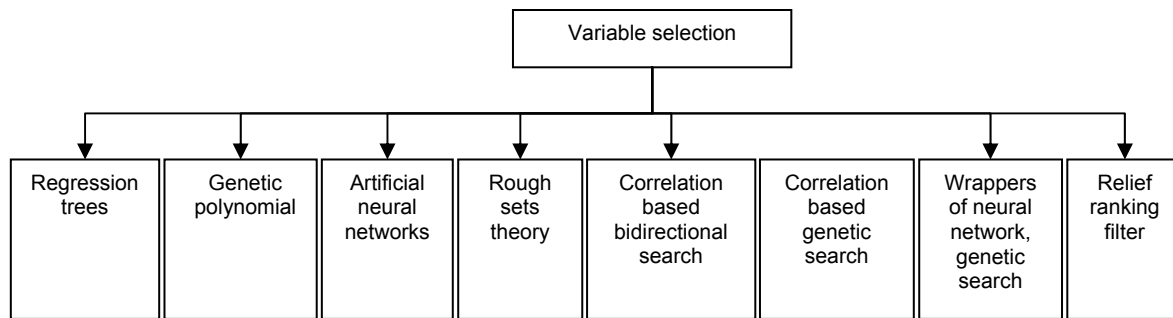 Variable selection
Regression
trees
Genetic
polynomial
Artificial
neural
networks
Rough
sets
theory
Correlation
based
bidirectional
search
Correlation
based
genetic
search
Wrappers
of neural
network,
genetic
search
Relief
ranking
filter